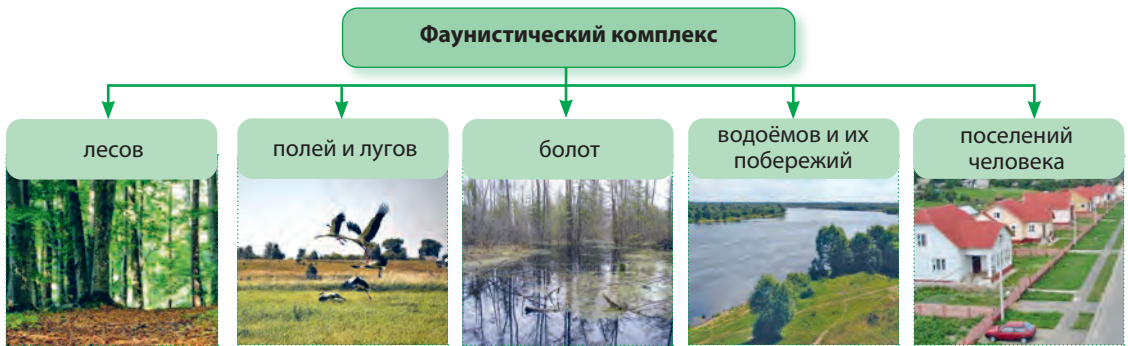 Фаунистический комплекс
лесов
полей и лугов
болот
водоёмов и их
побережий
поселений
человека